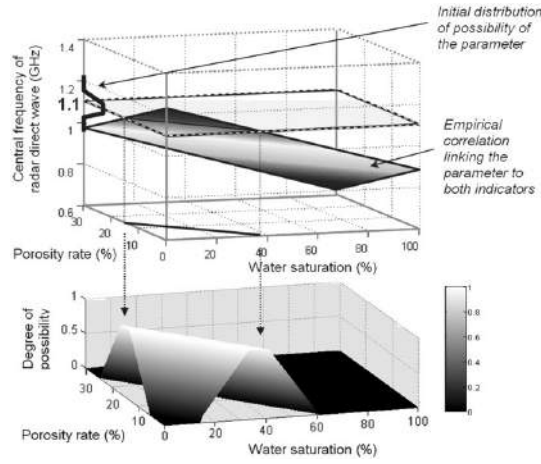 Initial distribution
of possibility of
the parameter
Central frequency of
radar direct wave (GHz)
1.4
1.2
1.1
1
0.8
0.6
Empirical
correlation
linking the
parameter to
both indicators
30
20
10
0
20
40
60
80
100
Porosity rate (%)
Water saturation (%)
Degree of
possibility
1
0.5
0
30
20
10
0
20
40
60
80
100
Porosity rate (%)
Water saturation (%)
1
0.8
0.6
0.4
0.2
0